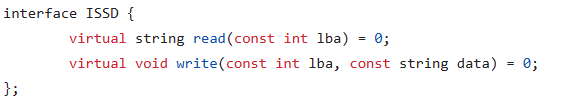 interface ISSD {
        virtual string read(const int lba) = 0;
        virtual void write(const int lba, const string data) = 0;
};